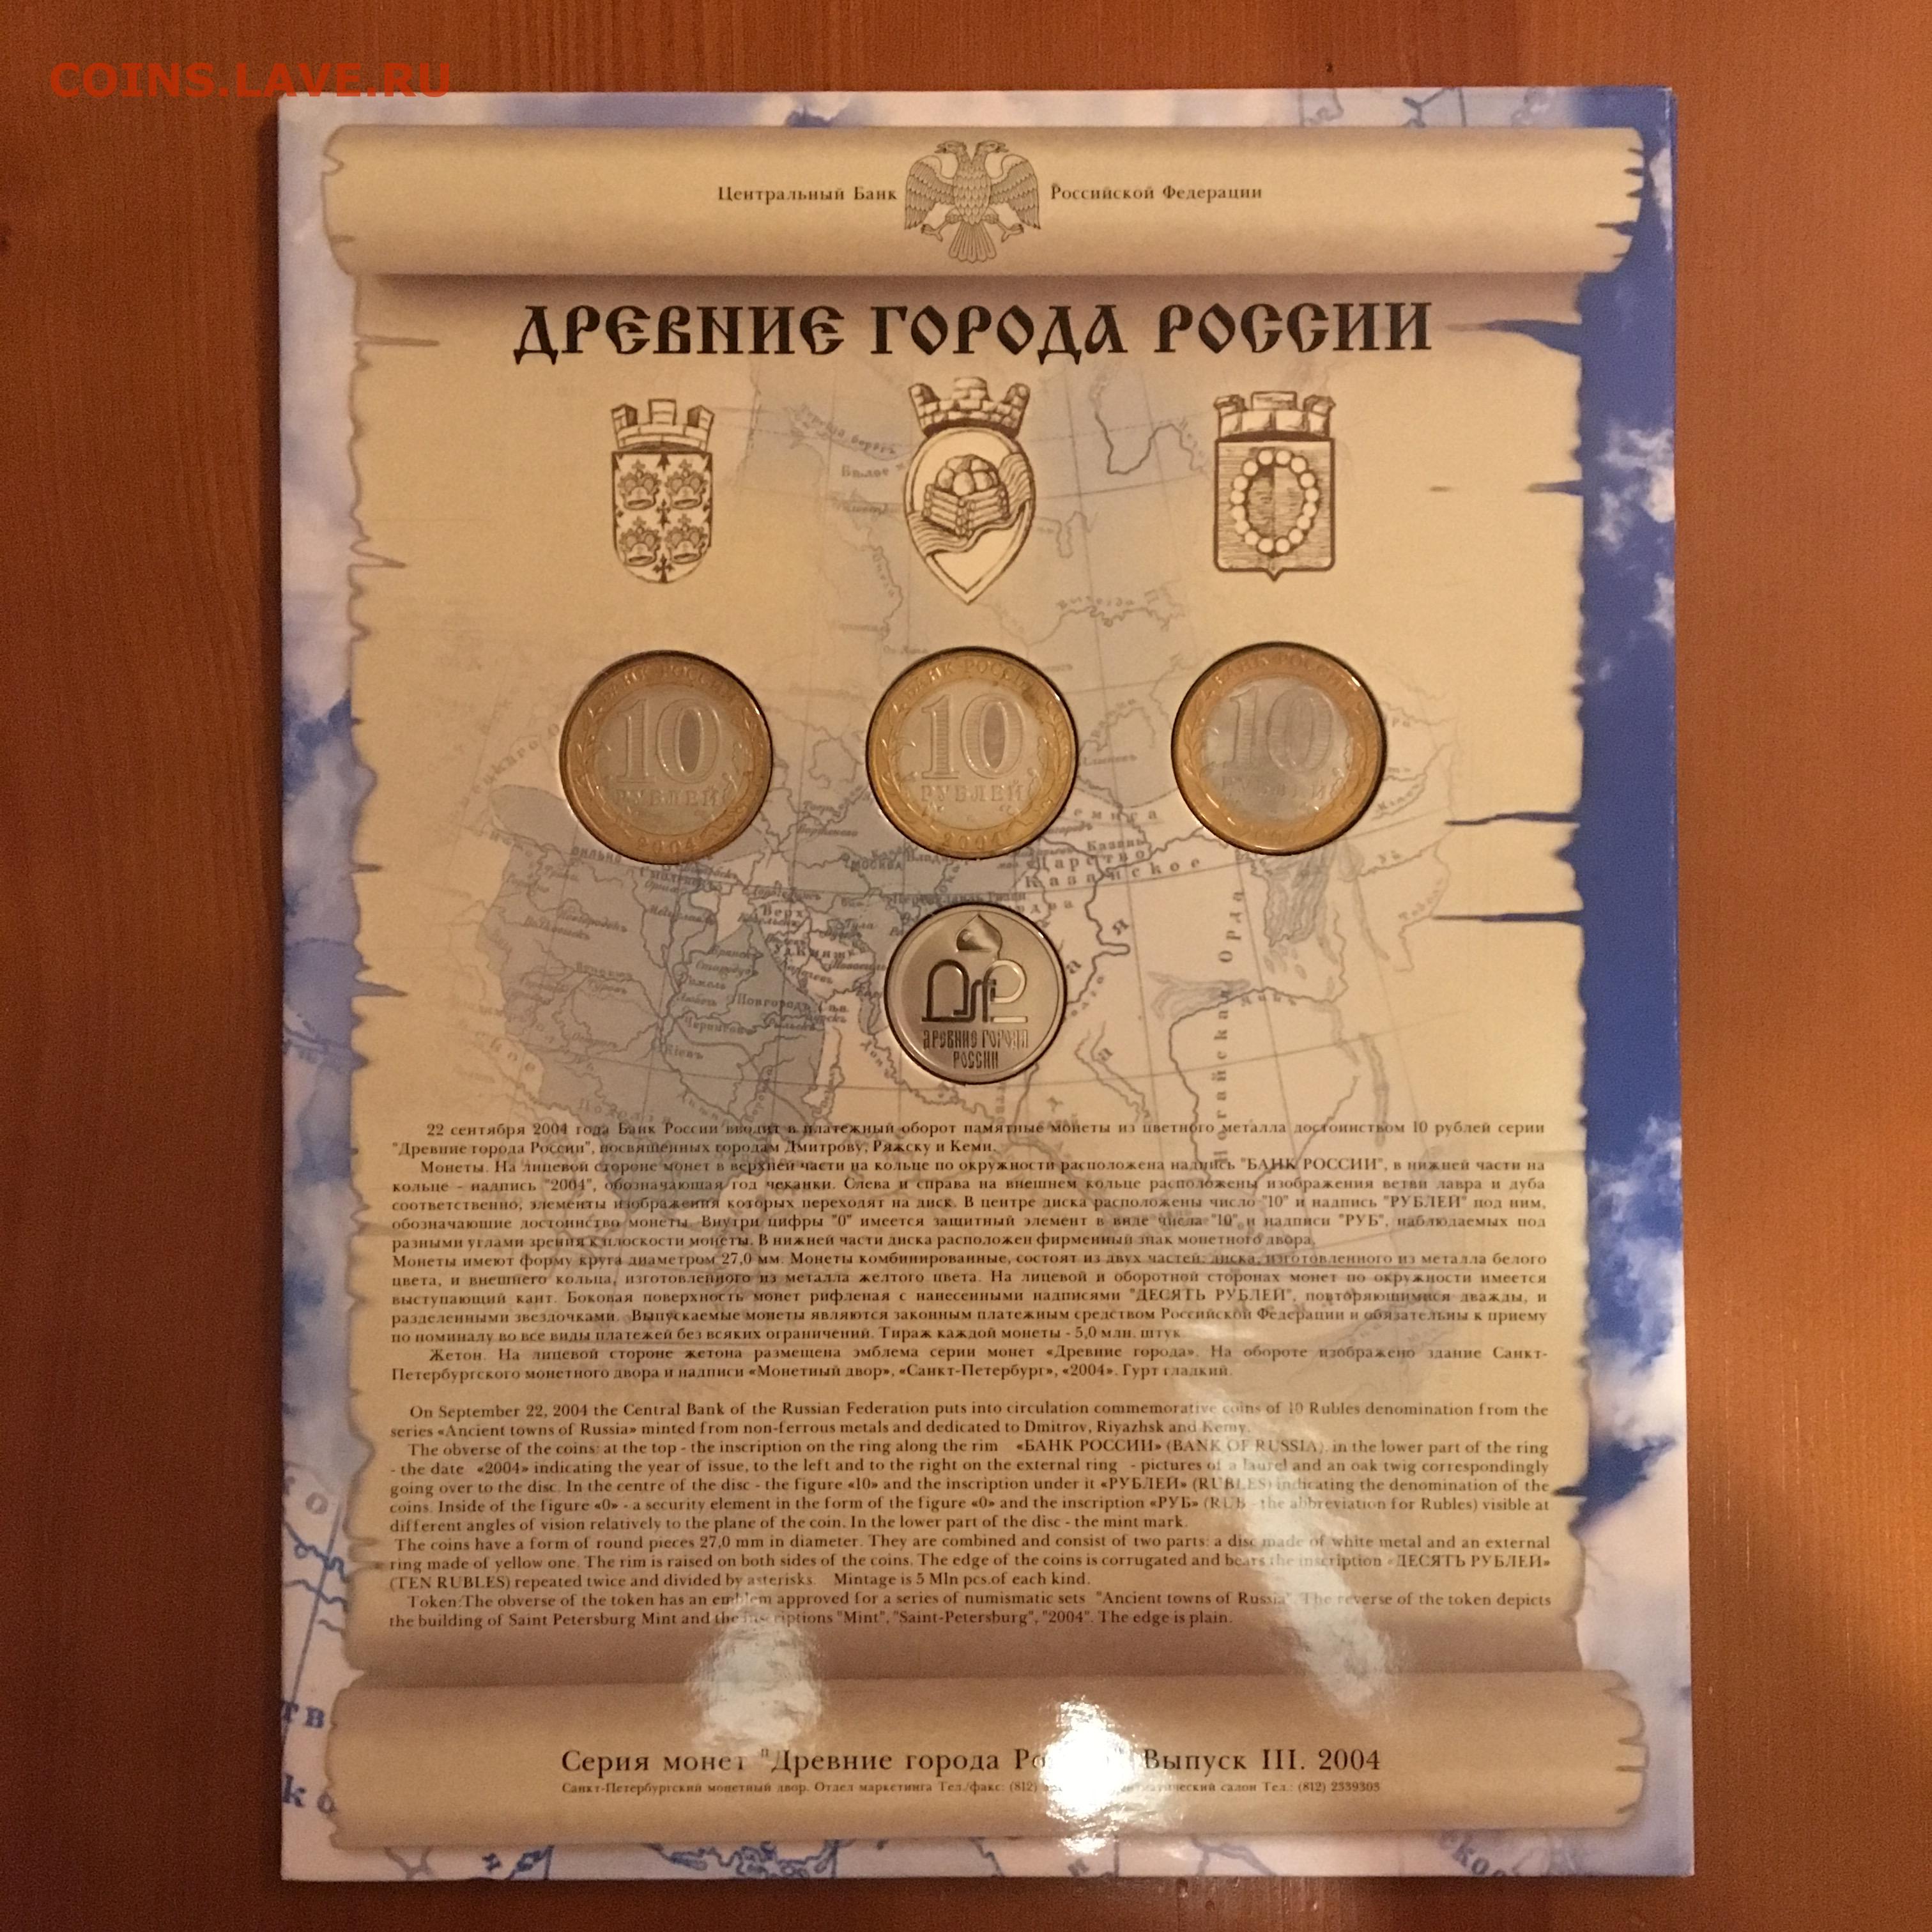 COINS.LAVE.RU
Центральный Банк Российской Федерации
ДРЕВНИЕ ГОРОДА РОССИИ
БАНК РОССИИ
10
РУБЛЕЙ
2004
БАНК РОССИИ
10
РУБЛЕЙ
2004
БАНК РОССИИ
10
РУБЛЕЙ
МОСКВА
Казанское
Царство
Ногайская Орда
Черниговъ
Кіевъ
ДРЕВНИЕ ГОРОДА
РОССИИ
22 сентября 2004 года Банк России вводит в платежный оборот памятные монеты из цветного металла достоинством 10 рублей серии
"Древние города России", посвященных городам Дмитрову, Ряжску и Кеми.
Монеты. На лицевой стороне монет в верхней части на кольце по окружности расположена надпись "БАНК РОССИИ", в нижней части на
кольце - надпись "2004", обозначающая год чеканки. Слева и справа на внешнем кольце расположены изображения ветви лавра и дуба
соответственно, элементы изображения которых переходят на диск. В центре диска расположены число "10" и надпись "РУБЛЕЙ" под ним,
обозначающие достоинство монеты. Внутри цифры "0" имеется защитный элемент в виде числа "10" и надписи "РУБ", наблюдаемых под
разными углами зрения к плоскости монеты. В нижней части диска расположен фирменный знак монетного двора.
Монеты имеют форму круга диаметром 27,0 мм. Монеты комбинированные, состоят из двух частей: диска, изготовленного из металла белого
цвета, и внешнего кольца, изготовленного из металла желтого цвета. На лицевой и оборотной сторонах монет по окружности имеется
выступающий кант. Боковая поверхность монет рифленая с нанесенными надписями "ДЕСЯТЬ РУБЛЕЙ", повторяющимися дважды, и
разделенными звездочками. Выпускаемые монеты являются законным платежным средством Российской Федерации и обязательны к приему
по номиналу во все виды платежей без всяких ограничений. Тираж каждой монеты - 5,0 млн. штук
Жетон. На лицевой стороне жетона размещена эмблема серии монет «Древние города». На обороте изображено здание Санкт-
Петербургского монетного двора и надписи «Монетный двор», «Санкт-Петербург», «2004». Гурт гладкий.
On September 22, 2004 the Central Bank of the Russian Federation puts into circulation commemorative coins of 10 Rubles denomination from the
series «Ancient towns of Russia» minted from non-ferrous metals and dedicated to Dmitrov, Riyazhsk and Kemy.
The obverse of the coins: at the top - the inscription on the ring along the rim «БАНК РОССИИ» (BANK OF RUSSIA), in the lower part of the ring
- the date «2004» indicating the year of issue, to the left and to the right on the external ring - pictures of a laurel and an oak twig correspondingly
going over to the disc. In the centre of the disc - the figure «10» and the inscription under it «РУБЛЕЙ» (RUBLES) indicating the denomination of the
coins. Inside of the figure «0» - a security element in the form of the figure «0» and the inscription «РУБ» (RUB - the abbreviation for Rubles) visible at
different angles of vision relatively to the plane of the coin. In the lower part of the disc - the mint mark.
The coins have a form of round pieces 27,0 mm in diameter. They are combined and consist of two parts: a disc made of white metal and an external
ring made of yellow one. The rim is raised on both sides of the coins. The edge of the coins is corrugated and bears the inscription «ДЕСЯТЬ РУБЛЕЙ»
(TEN RUBLES) repeated twice and divided by asterisks. Mintage is 5 Mln pcs.of each kind.
Token:The obverse of the token has an emblem approved for a series of numismatic sets "Ancient towns of Russia". The reverse of the token depicts
the building of Saint Petersburg Mint and the inscriptions "Mint", "Saint-Petersburg", "2004". The edge is plain.
Серия монет "Древние города Выпуск III. 2004
Санкт-Петербургский монетный двор. Отдел маркетинга Тел./факс: (812) салон Тел.: (812) 2339303